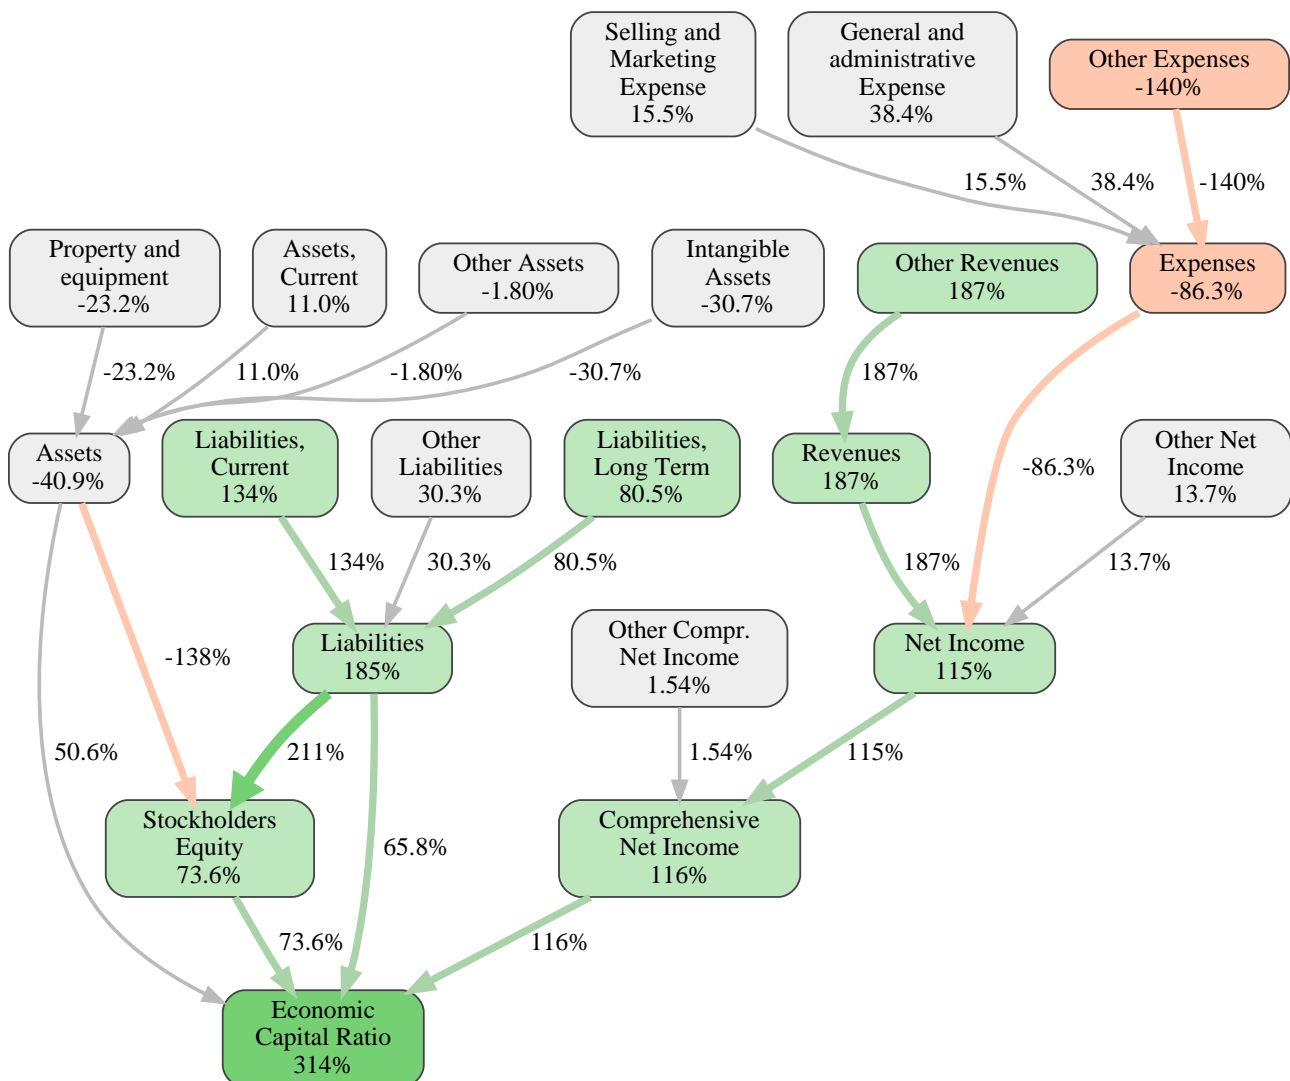 Selling and
Marketing
Expense
15.5%
General and
administrative
Expense
38.4%
Other Expenses
-140%
15.5%
38.4%
-140%
Property and
equipment
-23.2%
Assets,
Current
11.0%
Other Assets
-1.80%
Intangible
Assets
-30.7%
Other Revenues
187%
Expenses
-86.3%
-23.2%
11.0%
-1.80%
-30.7%
187%
Assets
-40.9%
Liabilities,
Current
134%
Other
Liabilities
30.3%
Liabilities,
Long Term
80.5%
Revenues
187%
-86.3%
Other Net
Income
13.7%
134%
30.3%
80.5%
187%
13.7%
Liabilities
185%
-138%
Other Compr.
Net Income
1.54%
Net Income
115%
50.6%
211%
1.54%
115%
Stockholders
Equity
73.6%
65.8%
Comprehensive
Net Income
116%
73.6%
116%
Economic
Capital Ratio
314%